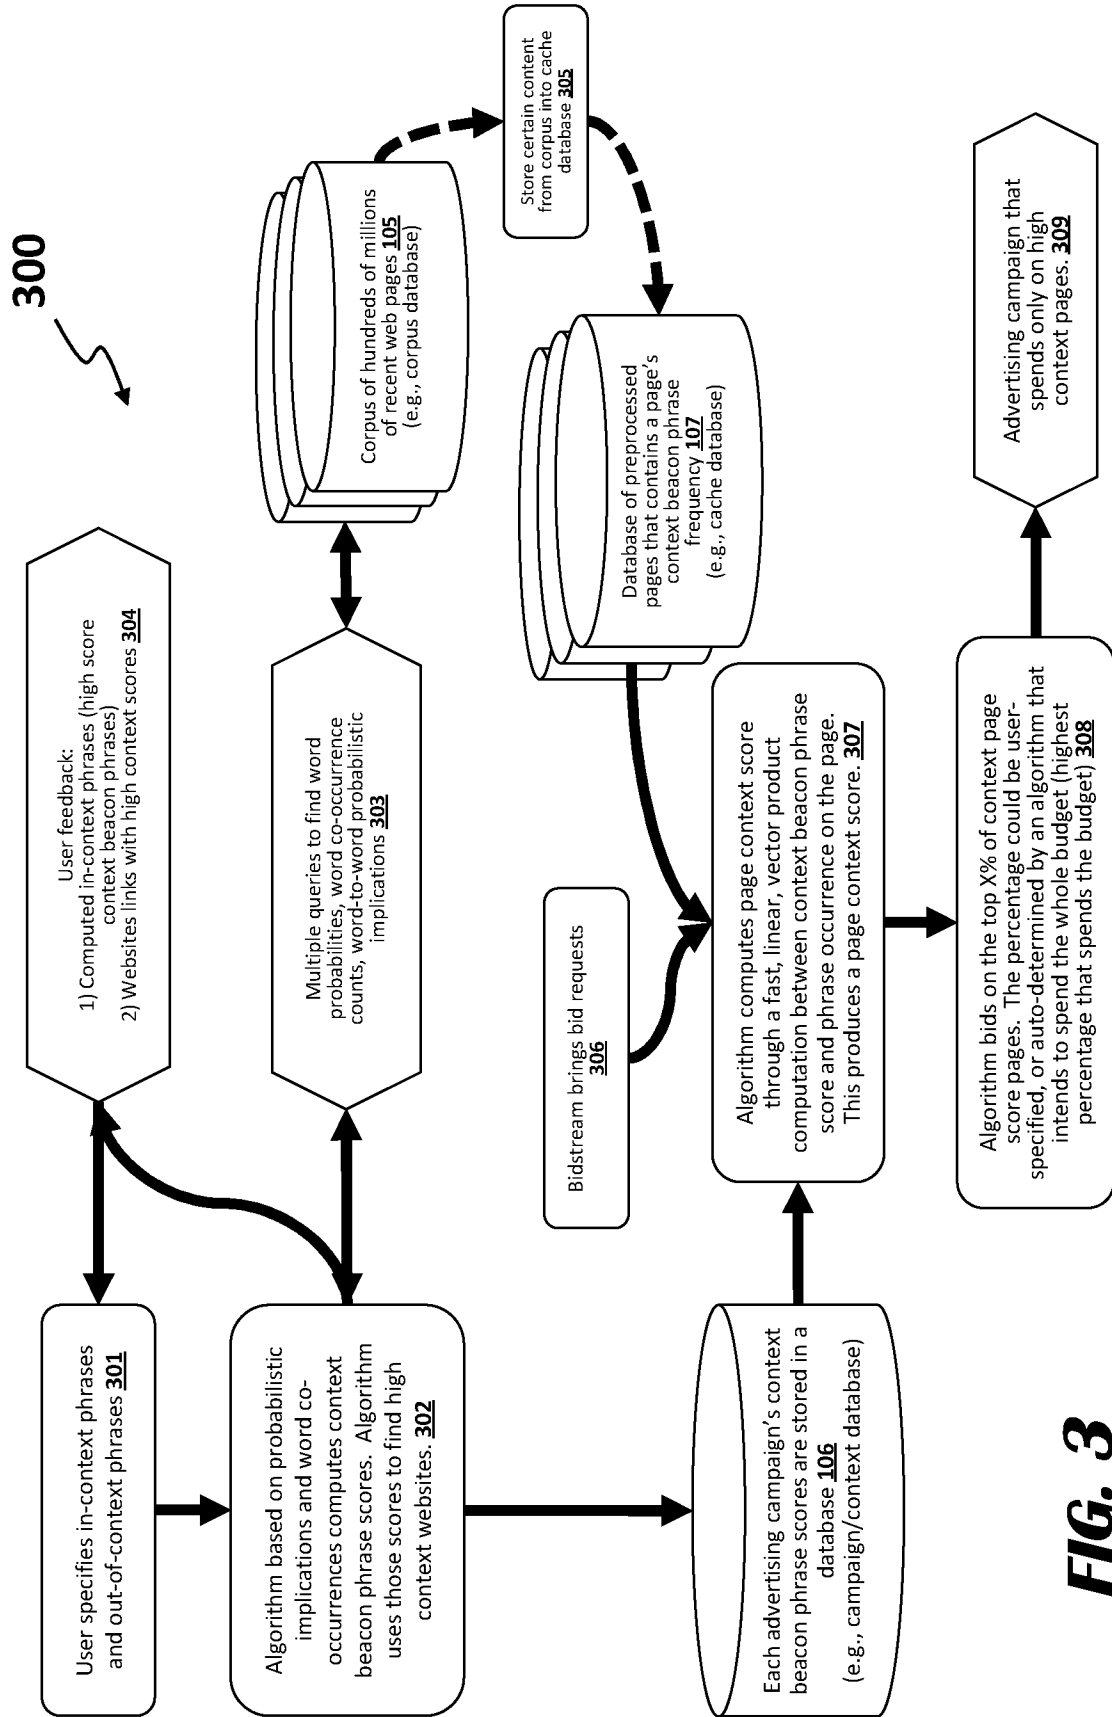 300
User specifies in-context phrases
and out-of-context phrases 301
User feedback:
1) Computed in-context phrases (high score
context beacon phrases)
2) Websites links with high context scores 304
Algorithm based on probabilistic
implications and word co-
occurrences computes context
beacon phrase scores.  Algorithm
uses those scores to find high
context websites. 302
Multiple queries to find word
probabilities, word co-occurrence
counts, word-to-word probabilistic
implications 303
Corpus of hundreds of millions
of recent web pages 105
(e.g., corpus database)
Store certain content
from corpus into cache
database 305
Database of preprocessed
pages that contains a page's
context beacon phrase
frequency 107
(e.g., cache database)
Bidstream brings bid requests
306
Each advertising campaign's context
beacon phrase scores are stored in a
database 106
(e.g., campaign/context database)
Algorithm computes page context score
through a fast, linear, vector product
computation between context beacon phrase
score and phrase occurrence on the page.
This produces a page context score. 307
Algorithm bids on the top X% of context page
score pages.  The percentage could be user-
specified, or auto-determined by an algorithm that
intends to spend the whole budget (highest
percentage that spends the budget) 308
Advertising campaign that
spends only on high
context pages. 309
FIG. 3